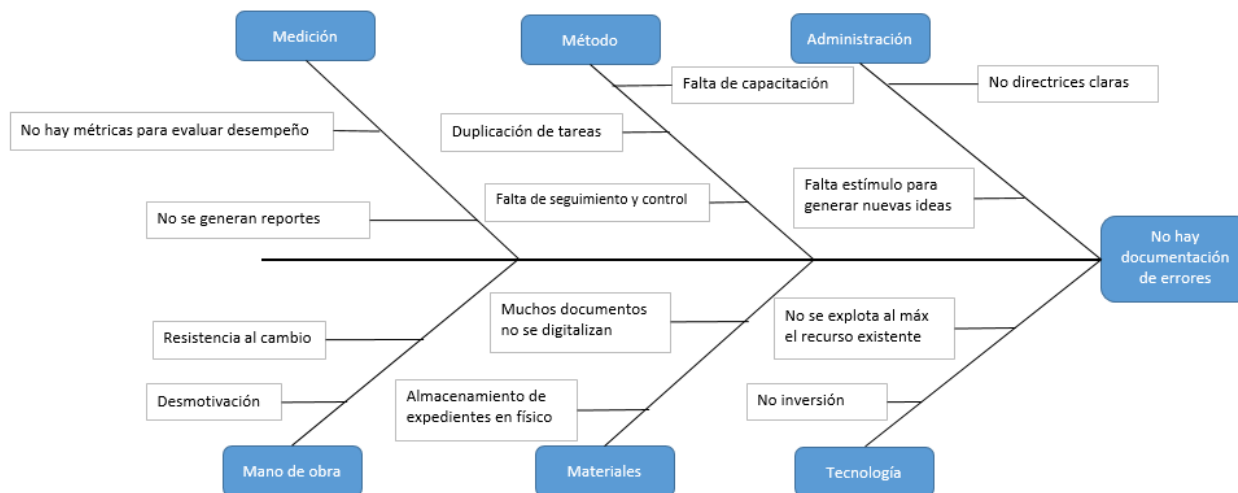 Medición
Método
Administración
Falta de capacitación
No directrices claras
No hay métricas para evaluar desempeño
Duplicación de tareas
Falta de seguimiento y control
Falta estímulo para
generar nuevas ideas
No se generan reportes
No hay
documentación
de errores
Muchos documentos
no se digitalizan
No se explota al máx
el recurso existente
Resistencia al cambio
Desmotivación
Almacenamiento de
expedientes en físico
No inversión
Mano de obra
Materiales
Tecnología